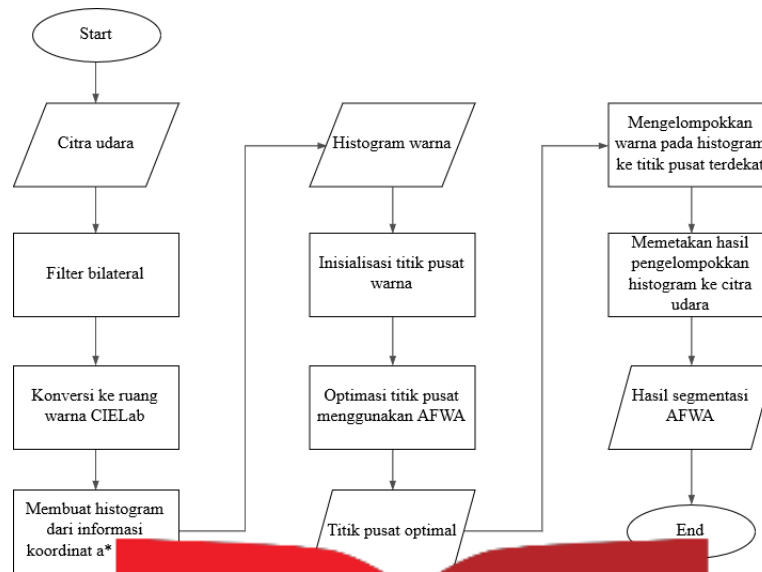 Start
Citra udara
Filter bilateral
Konversi ke ruang
warna CIELab
Membuat histogram
dari informasi
koordinat a*
Histogram warna
Inisialisasi titik pusat
warna
Optimasi titik pusat
menggunakan AFWA
Titik pusat optimal
Mengelompokkan
warna pada histogram
ke titik pusat terdekat
Memetakan hasil
pengelompokkan
histogram ke citra
udara
Hasil segmentasi
AFWA
End